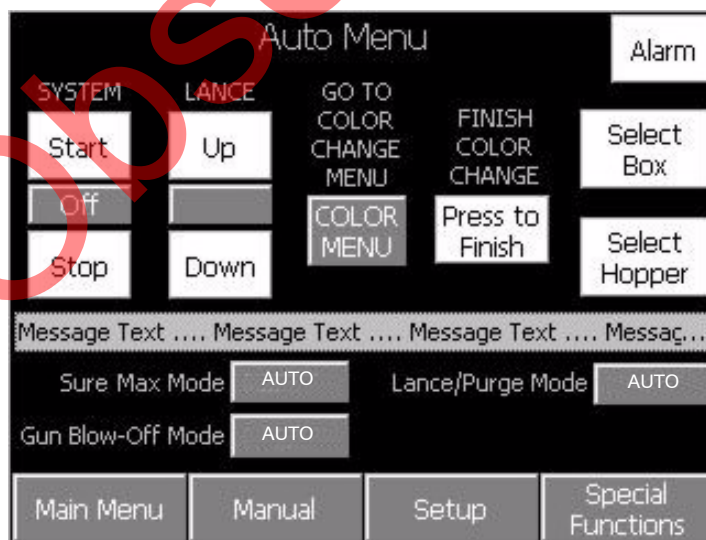 Auto Menu
Alarm
SYSTEM
Start
Off
Stop
LANCE
Up
Down
GO TO
COLOR
CHANGE
MENU
COLOR
MENU
FINISH
COLOR
CHANGE
Press to
Finish
Select
Box
Select
Hopper
Message Text .... Message Text .... Message Text .... Messag...
Sure Max Mode AUTO
Lance/Purge Mode AUTO
Gun Blow-Off Mode AUTO
Main Menu
Manual
Setup
Special
Functions